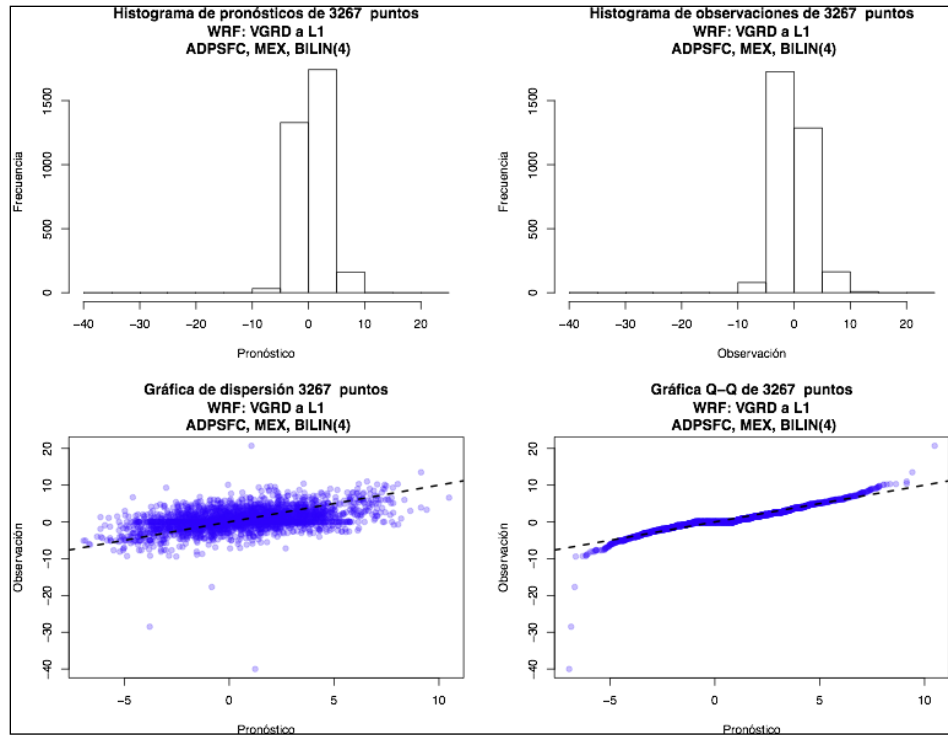 Histograma de pronósticos de 3267 puntos
WRF: VGRD a L1
ADPSFC, MEX, BILIN(4)
Frecuencia
0
500
1000
1500
−40
−30
−20
−10
0
10
20
Pronóstico
Histograma de observaciones de 3267 puntos
WRF: VGRD a L1
ADPSFC, MEX, BILIN(4)
Frecuencia
0
500
1000
1500
−40
−30
−20
−10
0
10
20
Observación
Gráfica de dispersión 3267 puntos
WRF: VGRD a L1
ADPSFC, MEX, BILIN(4)
Observación
20
10
0
−10
−20
−30
−40
−5
0
5
10
Pronóstico
Gráfica Q−Q de 3267 puntos
WRF: VGRD a L1
ADPSFC, MEX, BILIN(4)
Observación
20
10
0
−10
−20
−30
−40
−5
0
5
10
Pronóstico